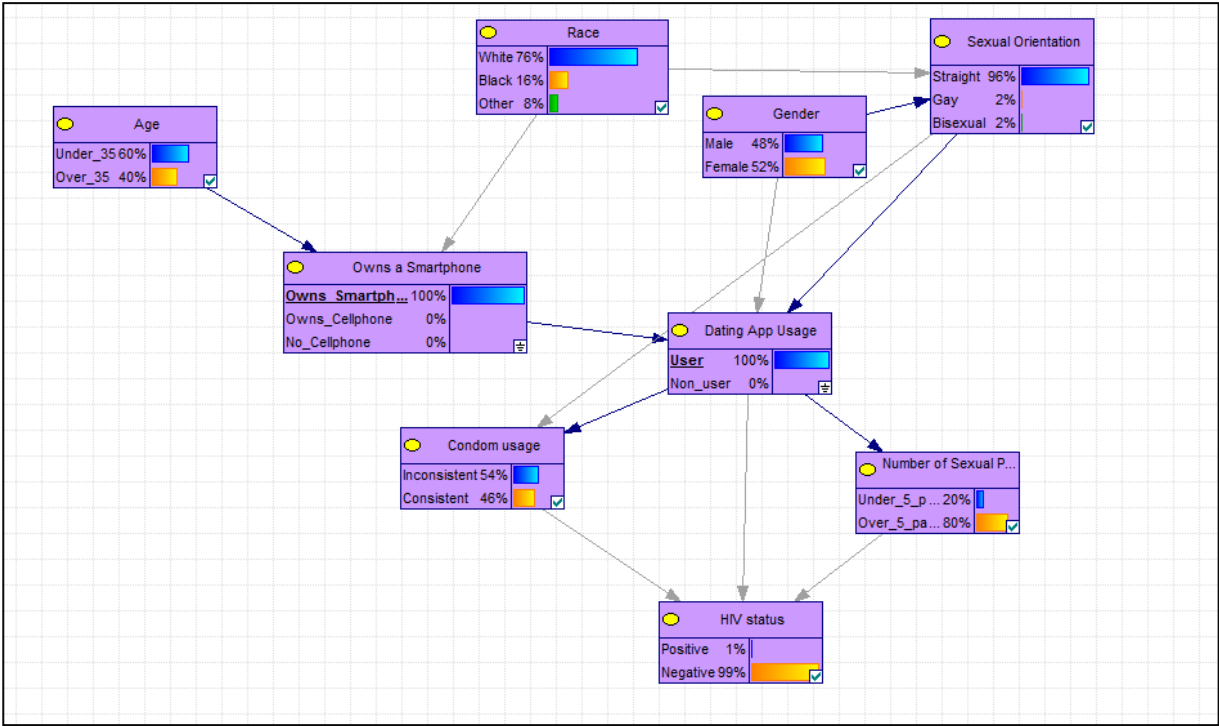 Race
White 76%
Black 16%
Other 8%
Sexual Orientation
Straight 96%
Gay 2%
Bisexual 2%
Age
Under_35 60%
Over_35 40%
Gender
Male 48%
Female 52%
Owns a Smartphone
Owns_Smartph... 100%
Owns_Cellphone 0%
No_Cellphone 0%
Dating App Usage
User 100%
Non_user 0%
Condom usage
Inconsistent 54%
Consistent 46%
Number of Sexual P...
Under_5_p... 20%
Over_5_pa... 80%
HIV status
Positive 1%
Negative 99%